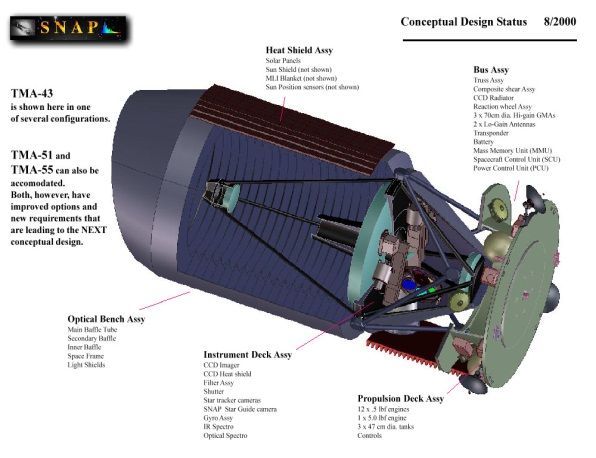 SNAP
Conceptual Design Status 8/2000
TMA-43
is shown here in one
of several configurations.
TMA-51 and
TMA-55 can also be
accomodated.
Both, however, have
improved options and
new requirements that
are leading to the NEXT
conceptual design.
Heat Shield Assy
Solar Panels
Sun Shield (not shown)
MLI Blanket (not shown)
Sun Position sensors (not shown)
Bus Assy
Truss Assy
Composite shear Assy
CCD Radiator
Reaction wheel Assy
3 x 70cm dia. Hi-gain GMAs
2 x Lo-Gain Antennas
Transponder
Battery
Mass Memory Unit (MMU)
Spacecraft Control Unit (SCU)
Power Control Unit (PCU)
Optical Bench Assy
Main Baffle Tube
Secondary Baffle
Inner Baffle
Space Frame
Light Shields
Instrument Deck Assy
CCD Imager
CCD Heat shield
Filter Assy
Shutter
Star tracker cameras
SNAP Star Guide camera
Gyro Assy
IR Spectro
Optical Spectro
Propulsion Deck Assy
12 x .5 lbf engines
1 x 5.0 lbf engine
3 x 47 cm dia. tanks
Controls